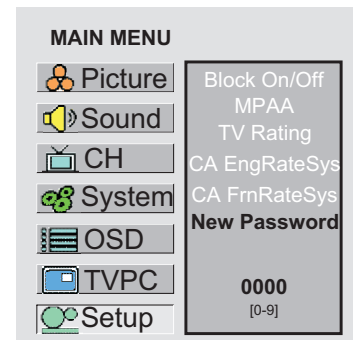 MAIN MENU
Picture
Sound
CH
System
OSD
TVPC
Setup
Block On/Off
MPAA
TV Rating
CA EngRateSys
CA FrnRateSys
New Password
0000
[0-9]